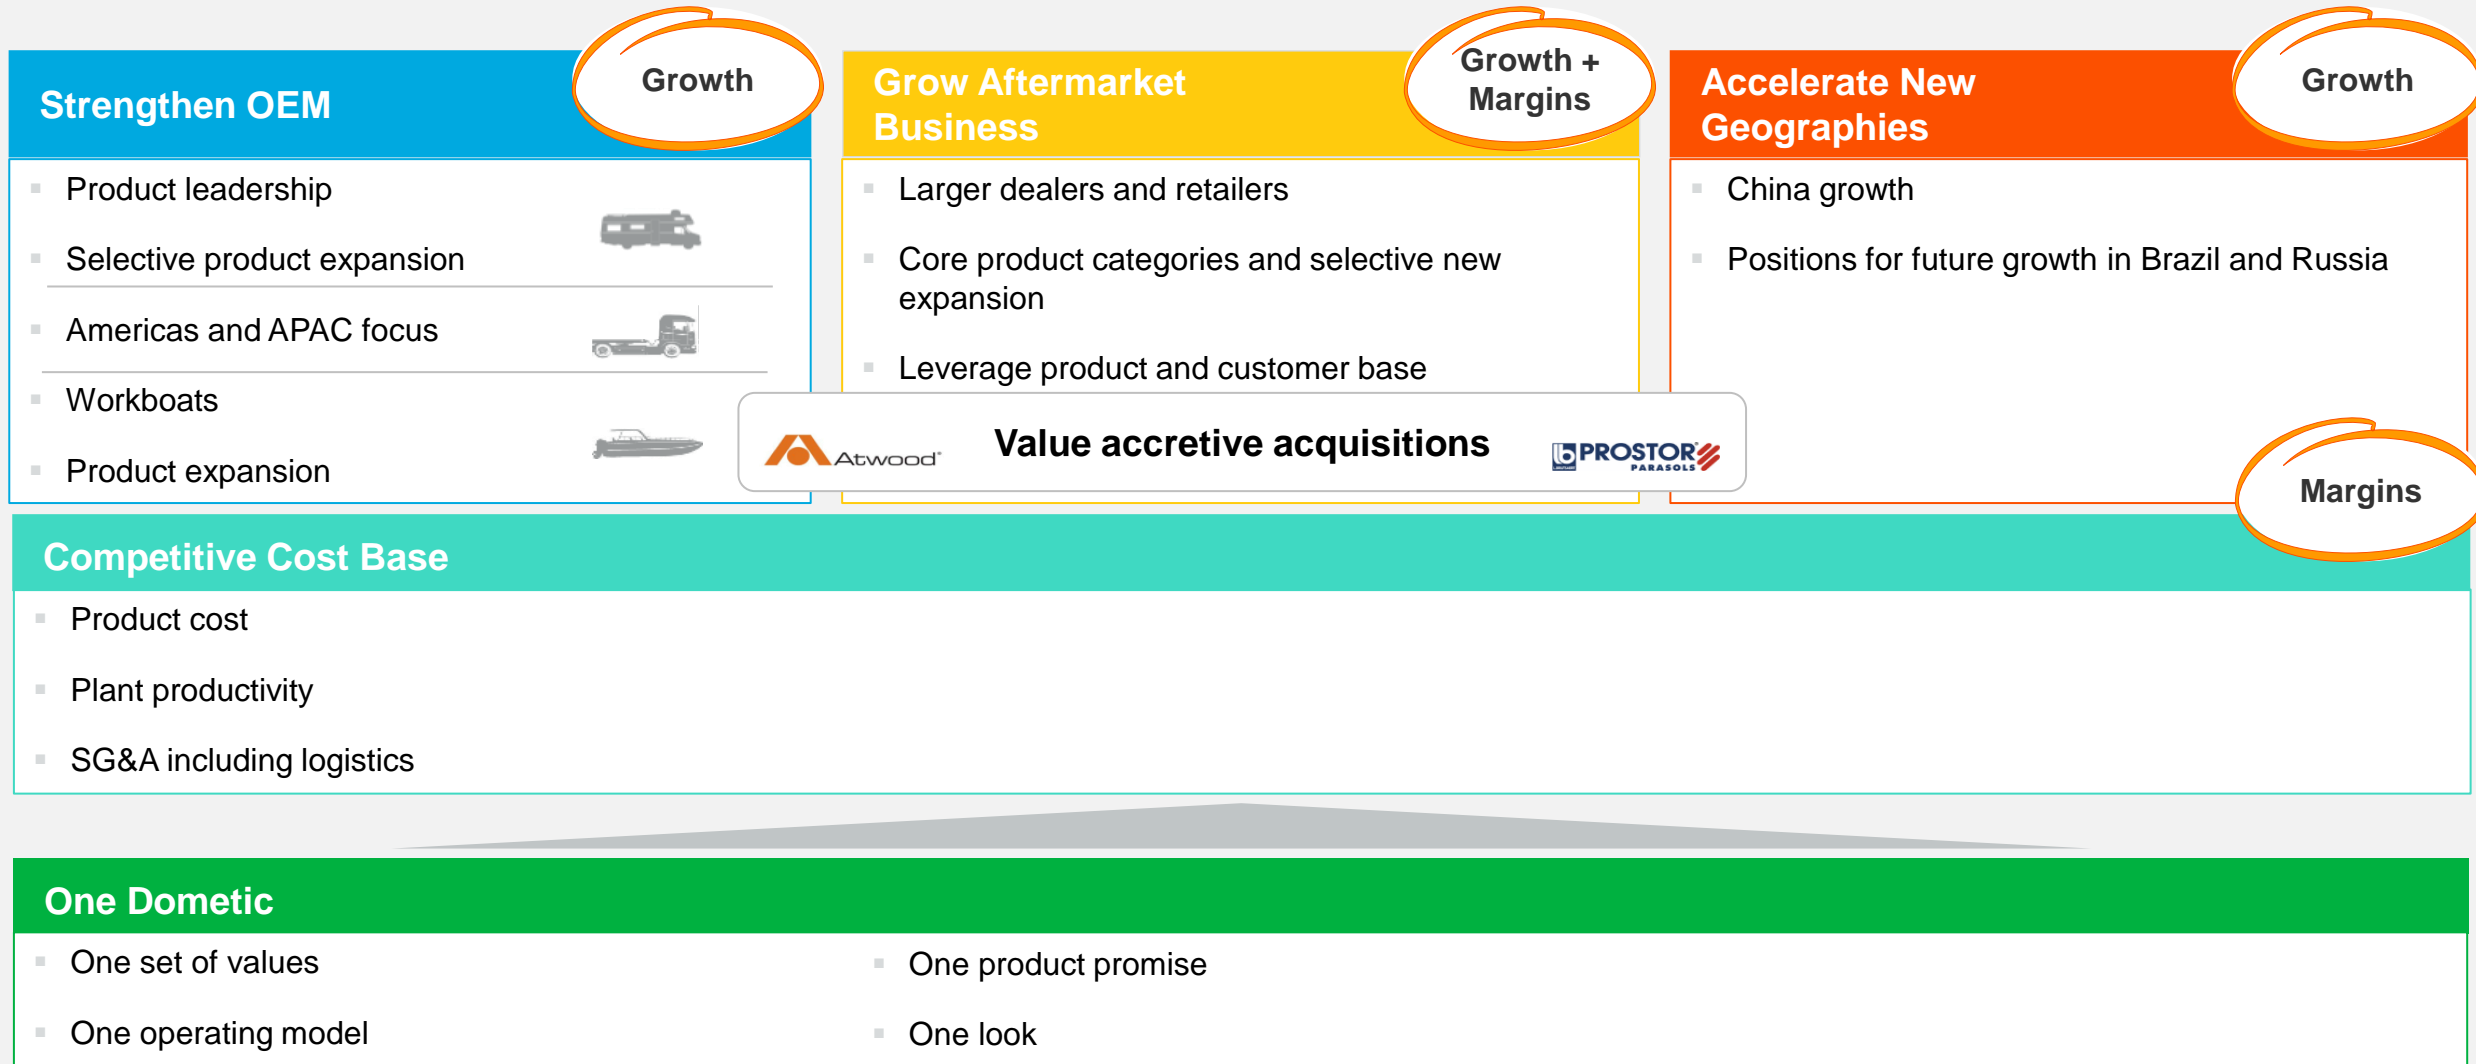 Strengthen OEM
Growth
Product leadership
Selective product expansion
Americas and APAC focus
Workboats
Product expansion
Grow Aftermarket
Business
Growth +
Margins
Larger dealers and retailers
Core product categories and selective new
expansion
Leverage product and customer base
Accelerate New
Geographies
Growth
China growth
Positions for future growth in Brazil and Russia
Atwood
Value accretive acquisitions
PROSTOR
PARASOLS
Margins
Competitive Cost Base
Product cost
Plant productivity
SG&A including logistics
One Dometic
One set of values
One operating model
One product promise
One look